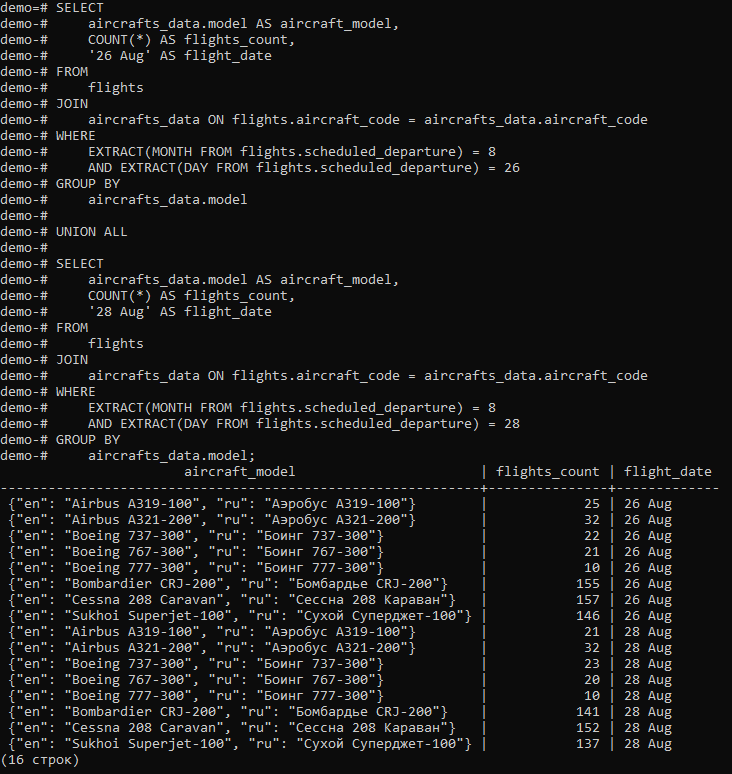 demo=# SELECT
demo-#     aircrafts_data.model AS aircraft_model,
demo-#     COUNT(*) AS flights_count,
demo-#     '26 Aug' AS flight_date
demo-# FROM
demo-#     flights
demo-# JOIN
demo-#     aircrafts_data ON flights.aircraft_code = aircrafts_data.aircraft_code
demo-# WHERE
demo-#     EXTRACT(MONTH FROM flights.scheduled_departure) = 8
demo-#     AND EXTRACT(DAY FROM flights.scheduled_departure) = 26
demo-# GROUP BY
demo-#     aircrafts_data.model
demo-#
demo-# UNION ALL
demo-#
demo-# SELECT
demo-#     aircrafts_data.model AS aircraft_model,
demo-#     COUNT(*) AS flights_count,
demo-#     '28 Aug' AS flight_date
demo-# FROM
demo-#     flights
demo-# JOIN
demo-#     aircrafts_data ON flights.aircraft_code = aircrafts_data.aircraft_code
demo-# WHERE
demo-#     EXTRACT(MONTH FROM flights.scheduled_departure) = 8
demo-#     AND EXTRACT(DAY FROM flights.scheduled_departure) = 28
demo-# GROUP BY
demo-#     aircrafts_data.model;
                      aircraft_model                       | flights_count | flight_date
-----------------------------------------------------------+---------------+-------------
 {"en": "Airbus A319-100", "ru": "Аэробус A319-100"}        |            25 | 26 Aug
 {"en": "Airbus A321-200", "ru": "Аэробус A321-200"}        |            32 | 26 Aug
 {"en": "Boeing 737-300", "ru": "Боинг 737-300"}            |            22 | 26 Aug
 {"en": "Boeing 767-300", "ru": "Боинг 767-300"}            |            21 | 26 Aug
 {"en": "Boeing 777-300", "ru": "Боинг 777-300"}            |            10 | 26 Aug
 {"en": "Bombardier CRJ-200", "ru": "Бомбардье CRJ-200"}    |           155 | 26 Aug
 {"en": "Cessna 208 Caravan", "ru": "Сессна 208 Караван"}   |           157 | 26 Aug
 {"en": "Sukhoi Superjet-100", "ru": "Сухой Суперджет-100"} |           146 | 26 Aug
 {"en": "Airbus A319-100", "ru": "Аэробус A319-100"}        |            21 | 28 Aug
 {"en": "Airbus A321-200", "ru": "Аэробус A321-200"}        |            32 | 28 Aug
 {"en": "Boeing 737-300", "ru": "Боинг 737-300"}            |            23 | 28 Aug
 {"en": "Boeing 767-300", "ru": "Боинг 767-300"}            |            20 | 28 Aug
 {"en": "Boeing 777-300", "ru": "Боинг 777-300"}            |            10 | 28 Aug
 {"en": "Bombardier CRJ-200", "ru": "Бомбардье CRJ-200"}    |           141 | 28 Aug
 {"en": "Cessna 208 Caravan", "ru": "Сессна 208 Караван"}   |           152 | 28 Aug
 {"en": "Sukhoi Superjet-100", "ru": "Сухой Суперджет-100"} |           137 | 28 Aug
(16 строк)